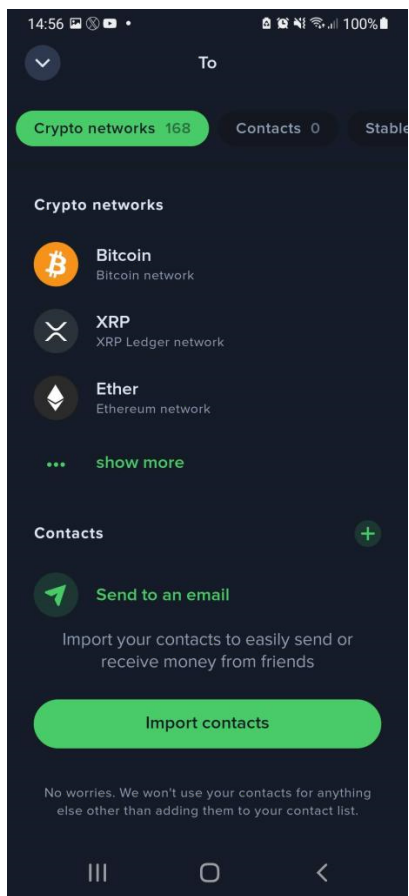 14:56
100%
To
Crypto networks 168
Contacts 0
Stable
Crypto networks
Bitcoin
Bitcoin network
XRP
XRP Ledger network
Ether
Ethereum network
show more
Contacts
Send to an email
Import your contacts to easily send or
receive money from friends
Import contacts
No worries. We won't use your contacts for anything
else other than adding them to your contact list.